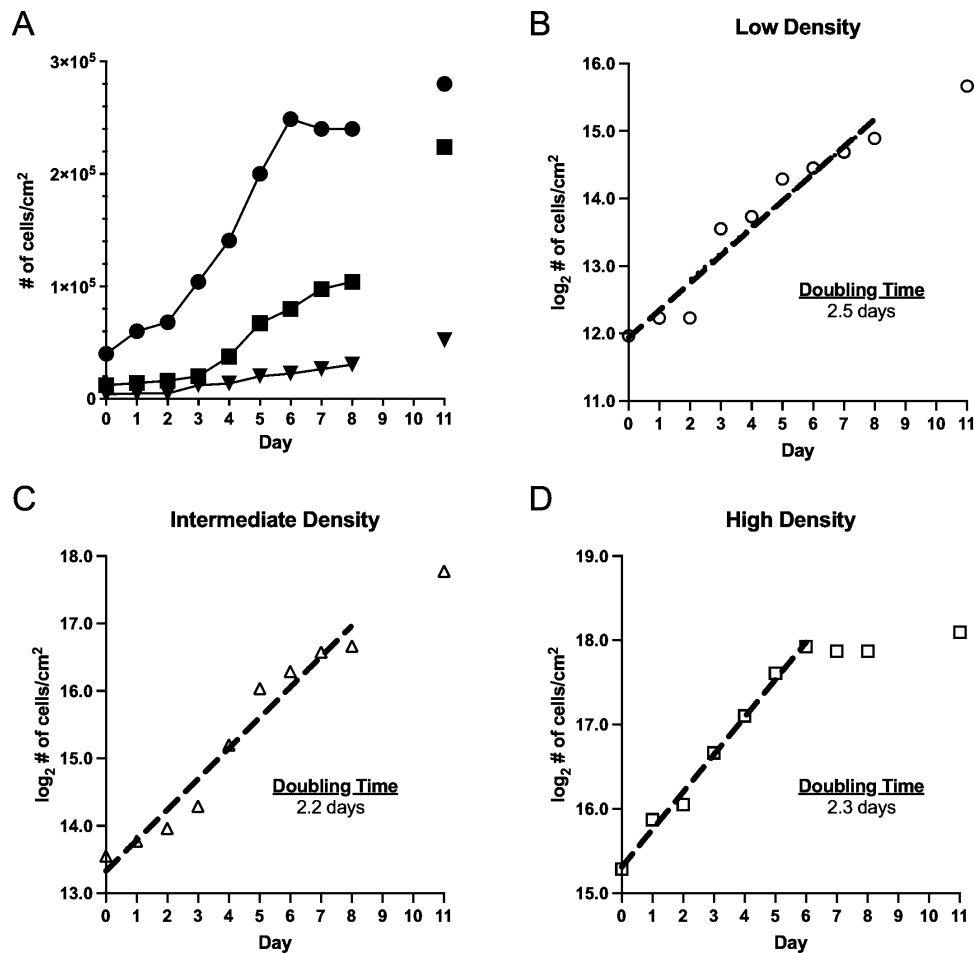 A
3×10⁵
2×10⁵
1×10⁵
0
# of cells/cm²
0 1 2 3 4 5 6 7 8 9 10 11
Day
B
Low Density
16.0
15.0
14.0
13.0
12.0
11.0
log₂ # of cells/cm²
Doubling Time
2.5 days
0 1 2 3 4 5 6 7 8 9 10 11
Day
C
Intermediate Density
18.0
17.0
16.0
15.0
14.0
13.0
log₂ # of cells/cm²
Doubling Time
2.2 days
0 1 2 3 4 5 6 7 8 9 10 11
Day
D
High Density
19.0
18.0
17.0
16.0
15.0
log₂ # of cells/cm²
Doubling Time
2.3 days
0 1 2 3 4 5 6 7 8 9 10 11
Day